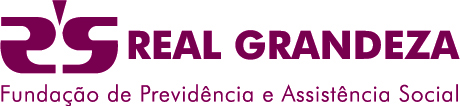 REAL GRANDEZA
Fundação de Previdência e Assistência Social